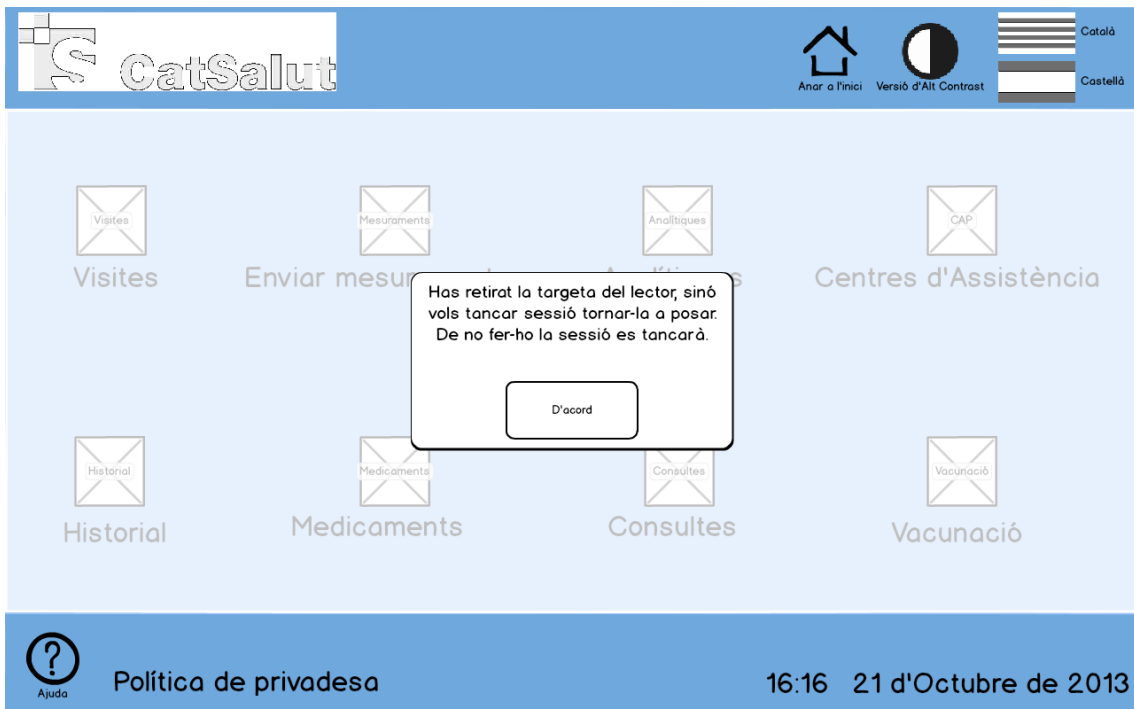 CatSalut
Anar a l'inici
Versió d'Alt Contrast
Català
Castellà
Visites
Mesuraments
Analítiques
CAP
Visites
Enviar mesur
Centres d'Assistència
Has retirat la targeta del lector, sinó
vols tancar sessió tornar-la a posar.
De no fer-ho la sessió es tancarà.
D'acord
Historial
Medicaments
Consultes
Vacunació
Historial
Medicaments
Consultes
Vacunació
Ajuda
Política de privadesa
16:16 21 d'Octubre de 2013